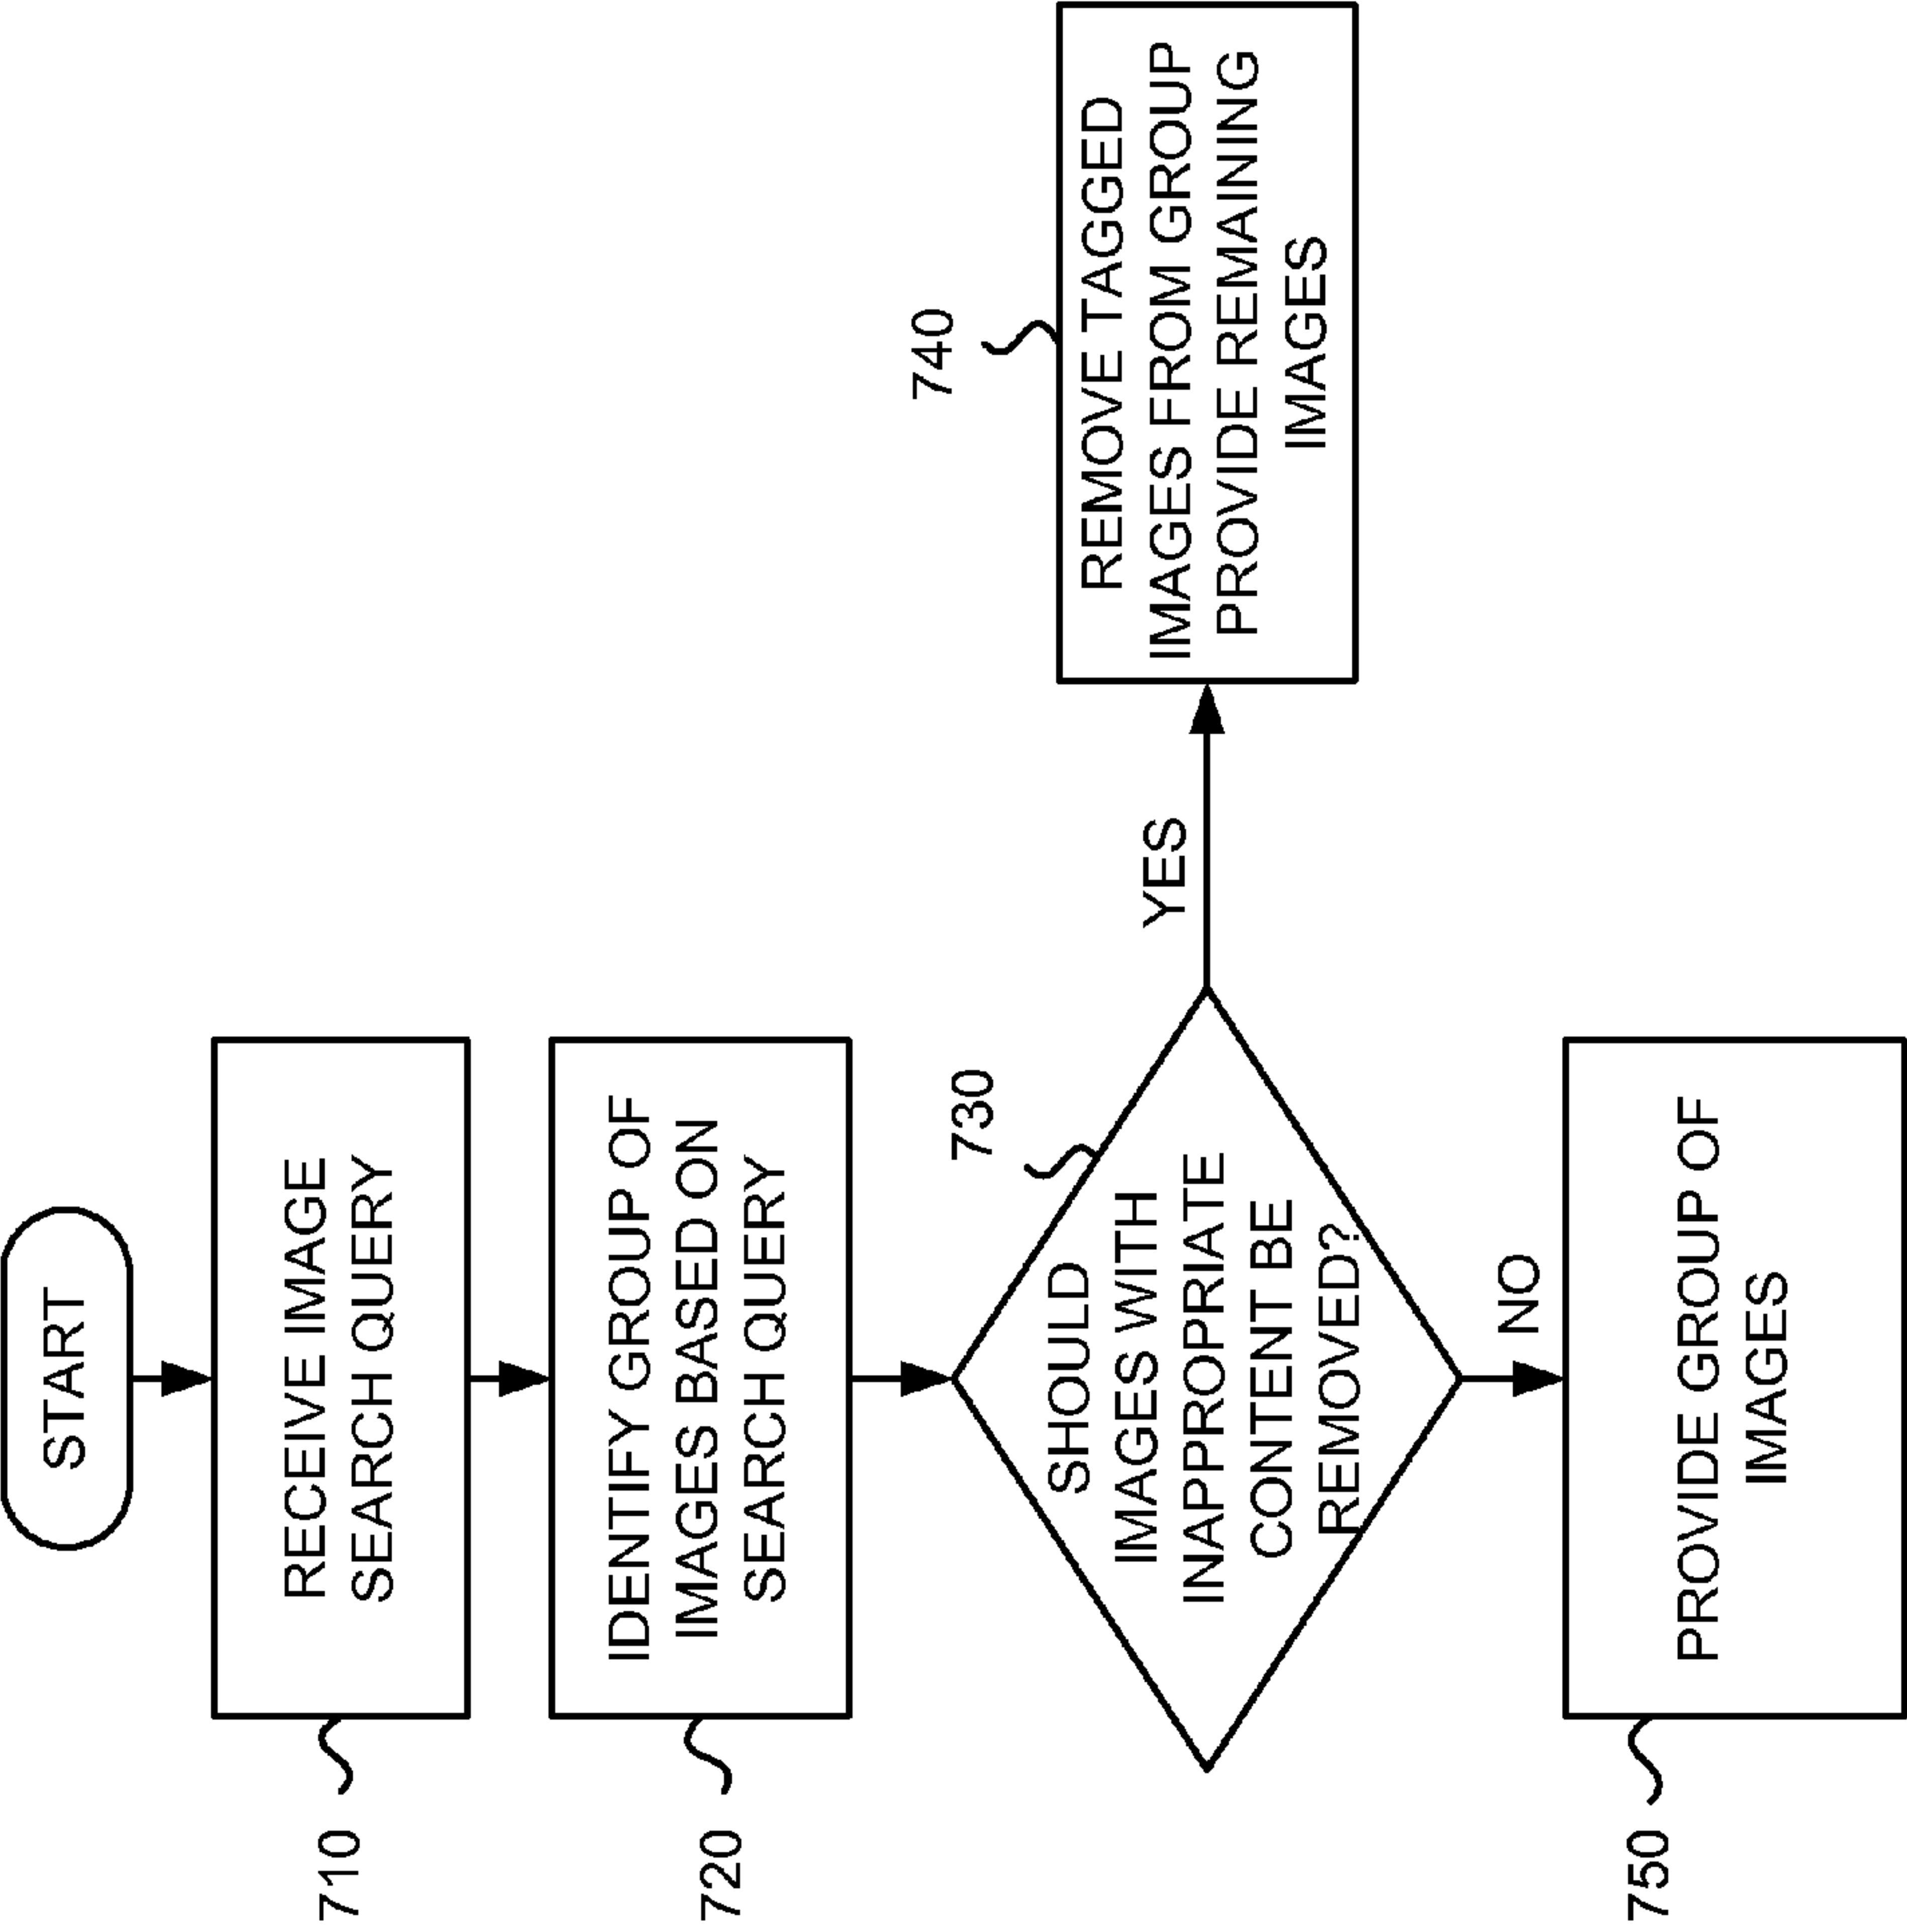 START
710
RECEIVE IMAGE
SEARCH QUERY
720
IDENTIFY GROUP OF
IMAGES BASED ON
SEARCH QUERY
730
SHOULD
IMAGES WITH
INAPPROPRIATE
CONTENT BE
REMOVED?
YES
740
REMOVE TAGGED
IMAGES FROM GROUP
PROVIDE REMAINING
IMAGES
NO
750
PROVIDE GROUP OF
IMAGES